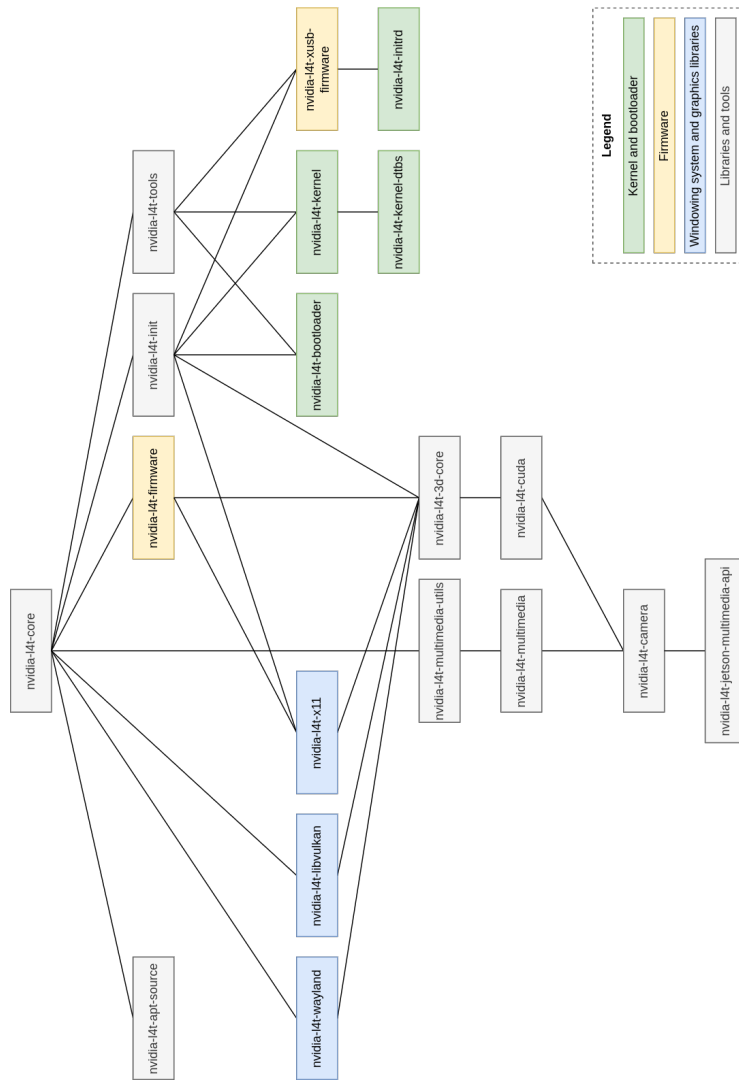 nvidia-l4t-core
nvidia-l4t-apt-source
nvidia-l4t-firmware
nvidia-l4t-init
nvidia-l4t-tools
nvidia-l4t-wayland
nvidia-l4t-libvulkan
nvidia-l4t-x11
nvidia-l4t-bootloader
nvidia-l4t-kernel
nvidia-l4t-xusb-
firmware
nvidia-l4t-kernel-dtbs
nvidia-l4t-initrd
nvidia-l4t-multimedia-utils
nvidia-l4t-3d-core
nvidia-l4t-multimedia
nvidia-l4t-cuda
nvidia-l4t-camera
nvidia-l4t-jetson-multimedia-api
Legend
Kernel and bootloader
Firmware
Windowing system and graphics libraries
Libraries and tools